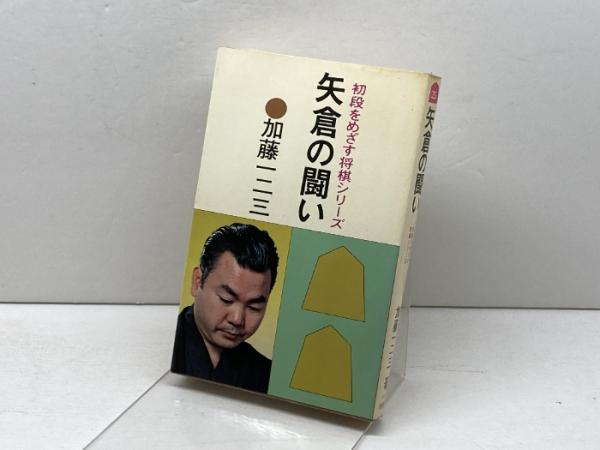 初段をめざす将棋シリーズ
矢倉の闘い
●加藤一二三
矢倉の闘い
加藤一二三著